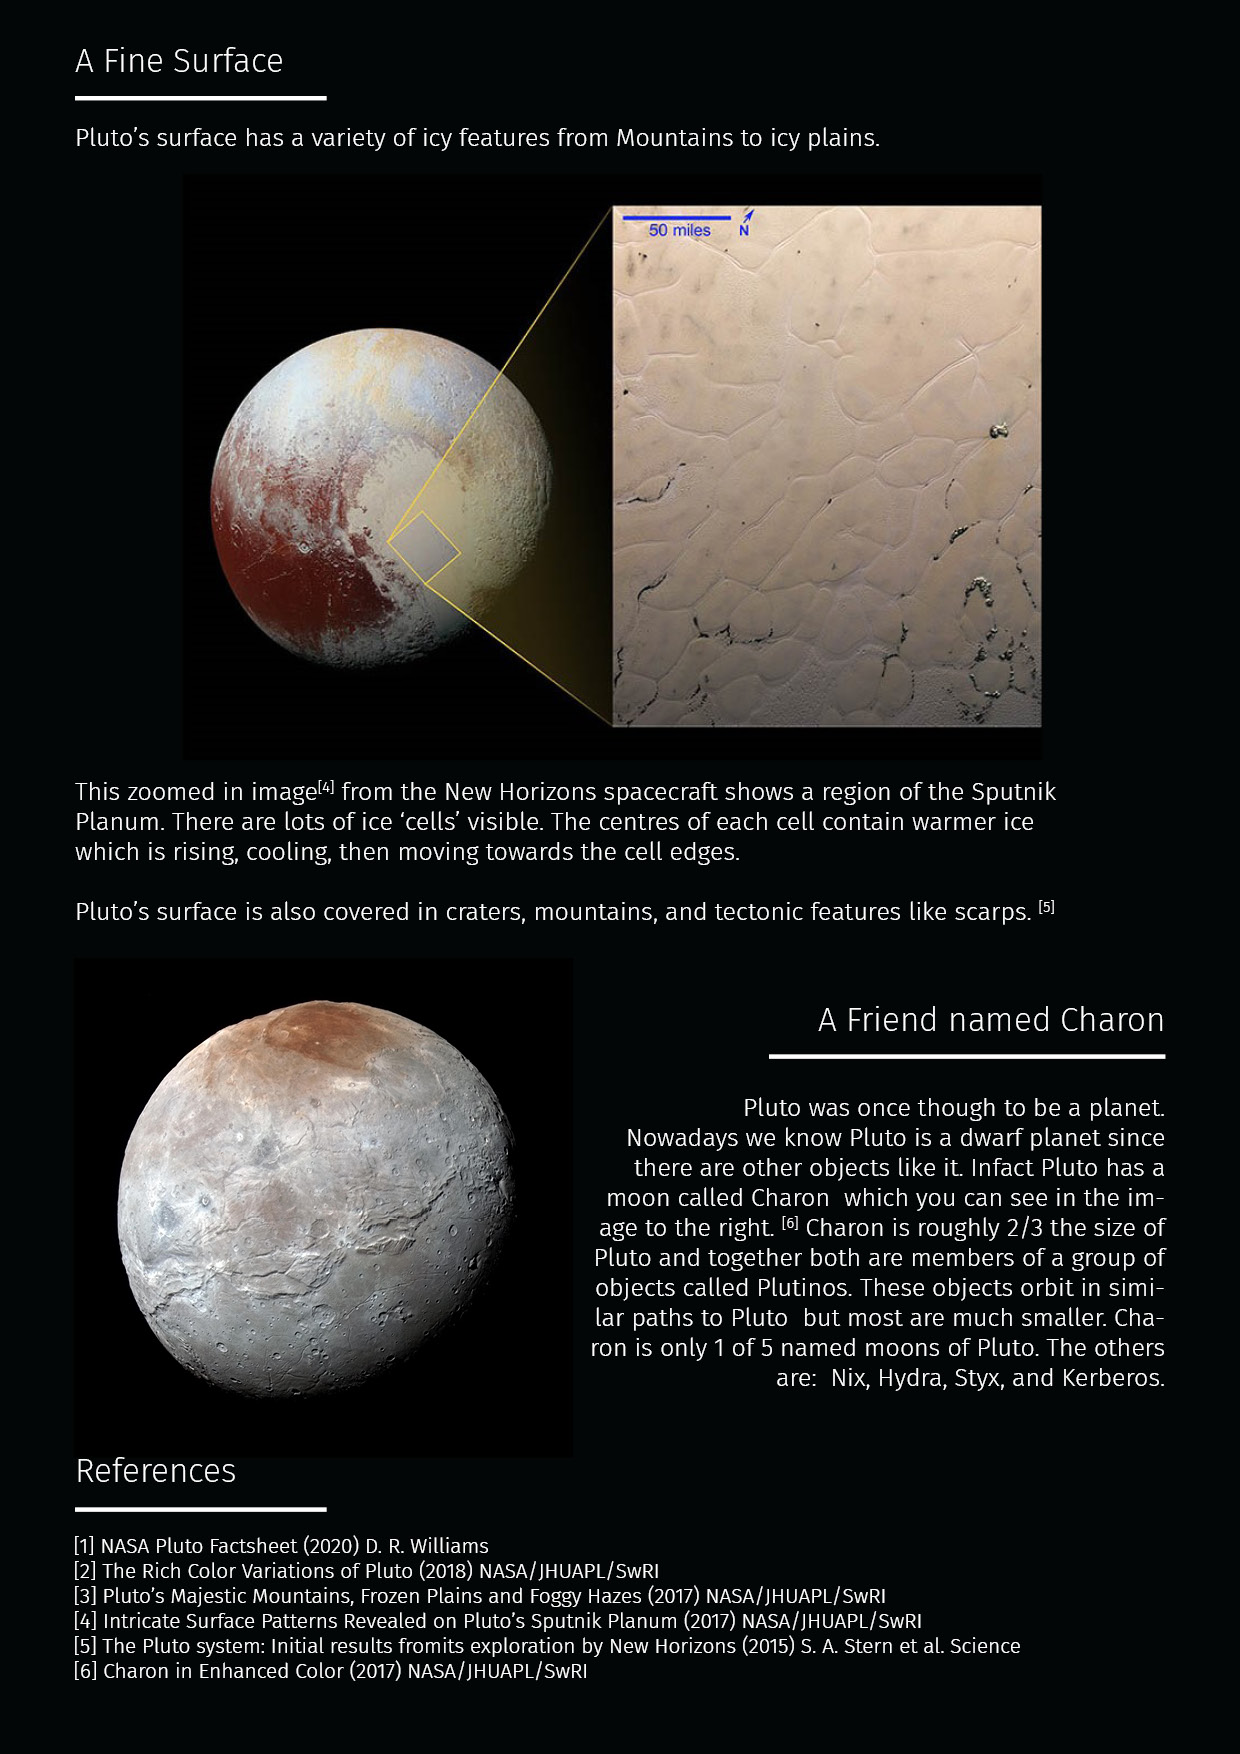 A Fine Surface
Pluto’s surface has a variety of icy features from Mountains to icy plains.
50 miles
N
This zoomed in image[4] from the New Horizons spacecraft shows a region of the Sputnik
Planum. There are lots of ice ‘cells’ visible. The centres of each cell contain warmer ice
which is rising, cooling, then moving towards the cell edges.
Pluto’s surface is also covered in craters, mountains, and tectonic features like scarps. [5]
A Friend named Charon
Pluto was once though to be a planet.
Nowadays we know Pluto is a dwarf planet since
there are other objects like it. Infact Pluto has a
moon called Charon  which you can see in the im-
age to the right. [6] Charon is roughly 2/3 the size of
Pluto and together both are members of a group of
objects called Plutinos. These objects orbit in simi-
lar paths to Pluto  but most are much smaller. Cha-
ron is only 1 of 5 named moons of Pluto. The others
are:  Nix, Hydra, Styx, and Kerberos.
References
[1] NASA Pluto Factsheet (2020) D. R. Williams
[2] The Rich Color Variations of Pluto (2018) NASA/JHUAPL/SwRI
[3] Pluto’s Majestic Mountains, Frozen Plains and Foggy Hazes (2017) NASA/JHUAPL/SwRI
[4] Intricate Surface Patterns Revealed on Pluto’s Sputnik Planum (2017) NASA/JHUAPL/SwRI
[5] The Pluto system: Initial results fromits exploration by New Horizons (2015) S. A. Stern et al. Science
[6] Charon in Enhanced Color (2017) NASA/JHUAPL/SwRI